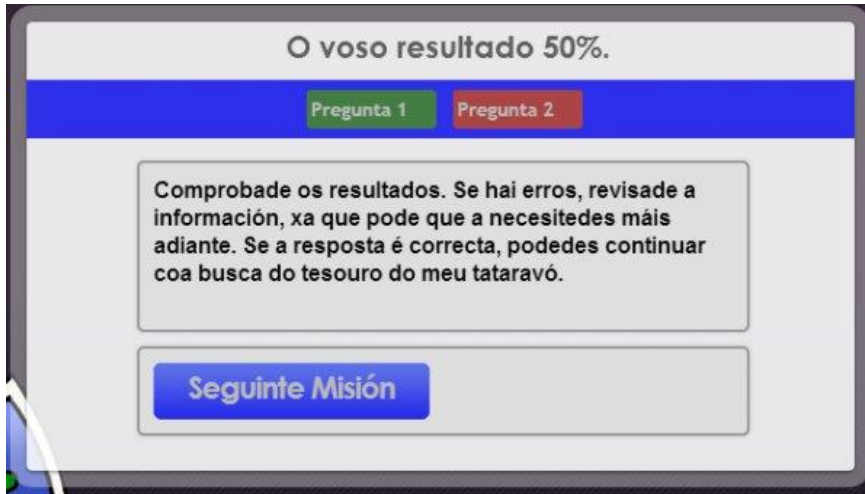 O voso resultado 50%.
Pregunta 1 Pregunta 2
Comprobade os resultados. Se hai erros, revisade a
información, xa que pode que a necesitedes máis
adiante. Se a resposta é correcta, podedes continuar
coa busca do tesouro do meu tataravó.
Seguinte Misión